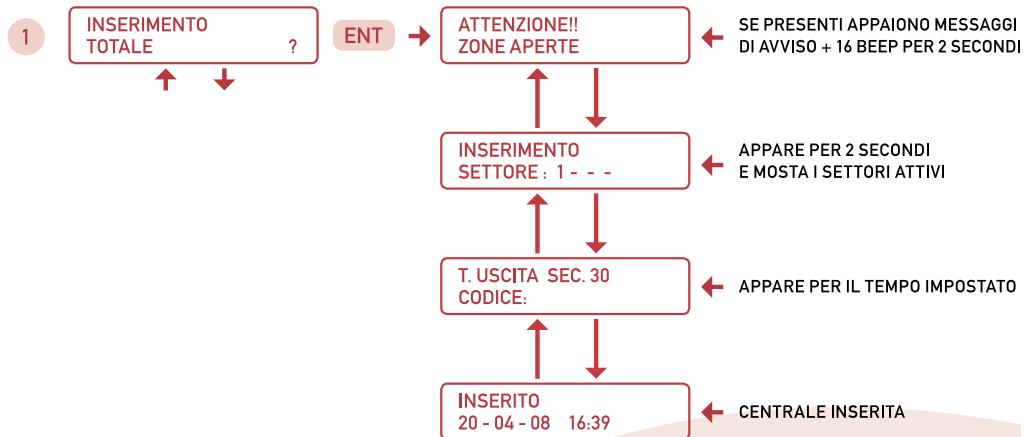 1
INSERIMENTO
TOTALE ?
ENT
ATTENZIONE!!
ZONE APERTE
SE PRESENTI APPAIONO MESSAGGI
DI AVVISO + 16 BEEP PER 2 SECONDI
INSERIMENTO
SETTORE : 1 - - -
APPARE PER 2 SECONDI
E MOSTA I SETTORI ATTIVI
T. USCITA SEC. 30
CODICE:
APPARE PER IL TEMPO IMPOSTATO
INSERITO
20 - 04 - 08 16:39
CENTRALE INSERITA